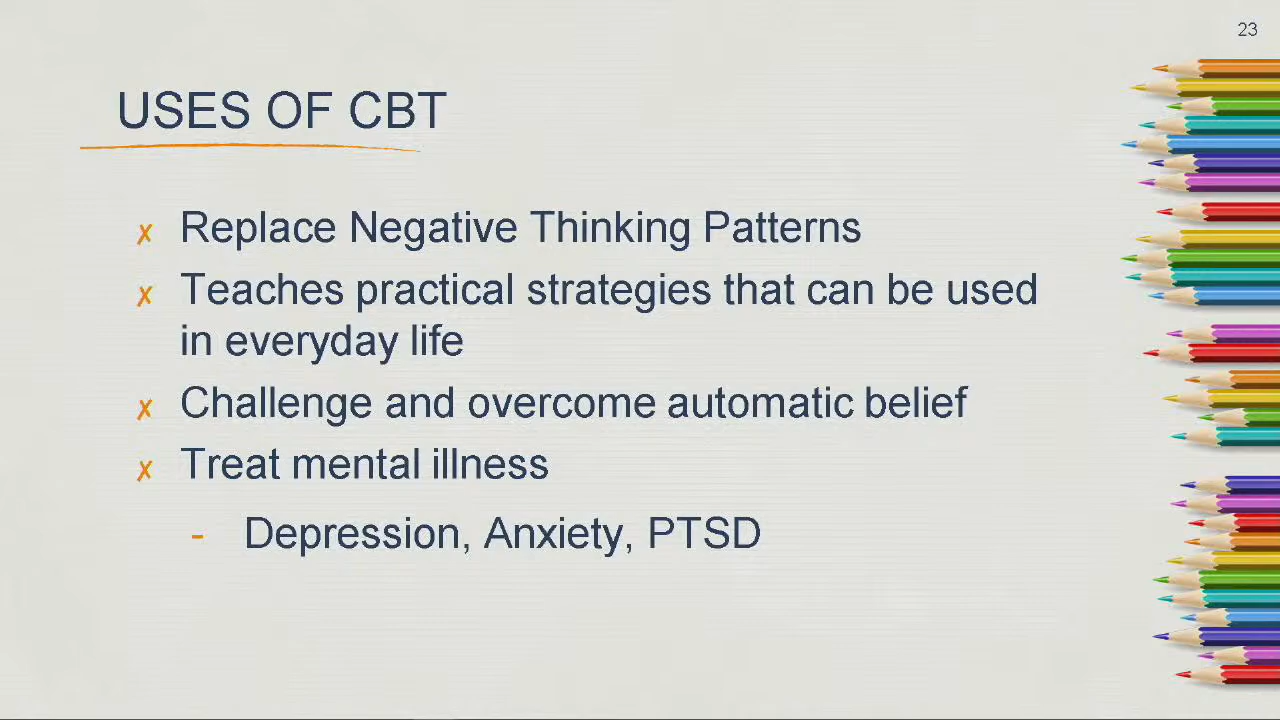 23
USES OF CBT
✗ Replace Negative Thinking Patterns
✗ Teaches practical strategies that can be used
in everyday life
✗ Challenge and overcome automatic belief
✗ Treat mental illness
- Depression, Anxiety, PTSD